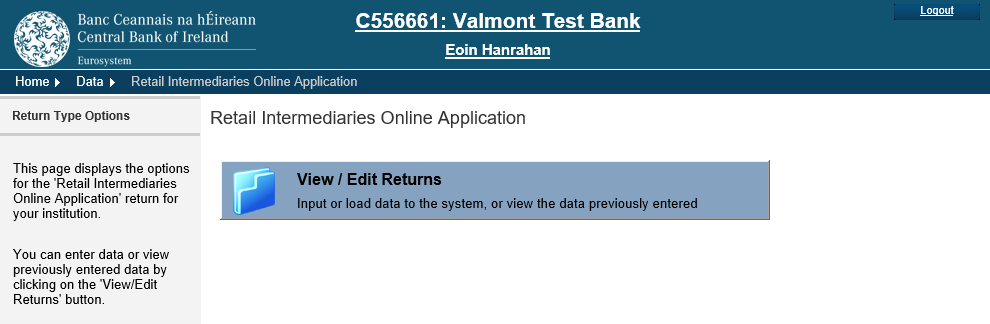 Banc Ceannais na hÉireann
Central Bank of Ireland
Eurosystem
C556661: Valmont Test Bank
Eoin Hanrahan
Logout
Home
Data
Retail Intermediaries Online Application
Return Type Options
This page displays the options
for the 'Retail Intermediaries
Online Application' return for
your institution.
You can enter data or view
previously entered data by
clicking on the 'View/Edit
Returns' button.
Retail Intermediaries Online Application
View / Edit Returns
Input or load data to the system, or view the data previously entered